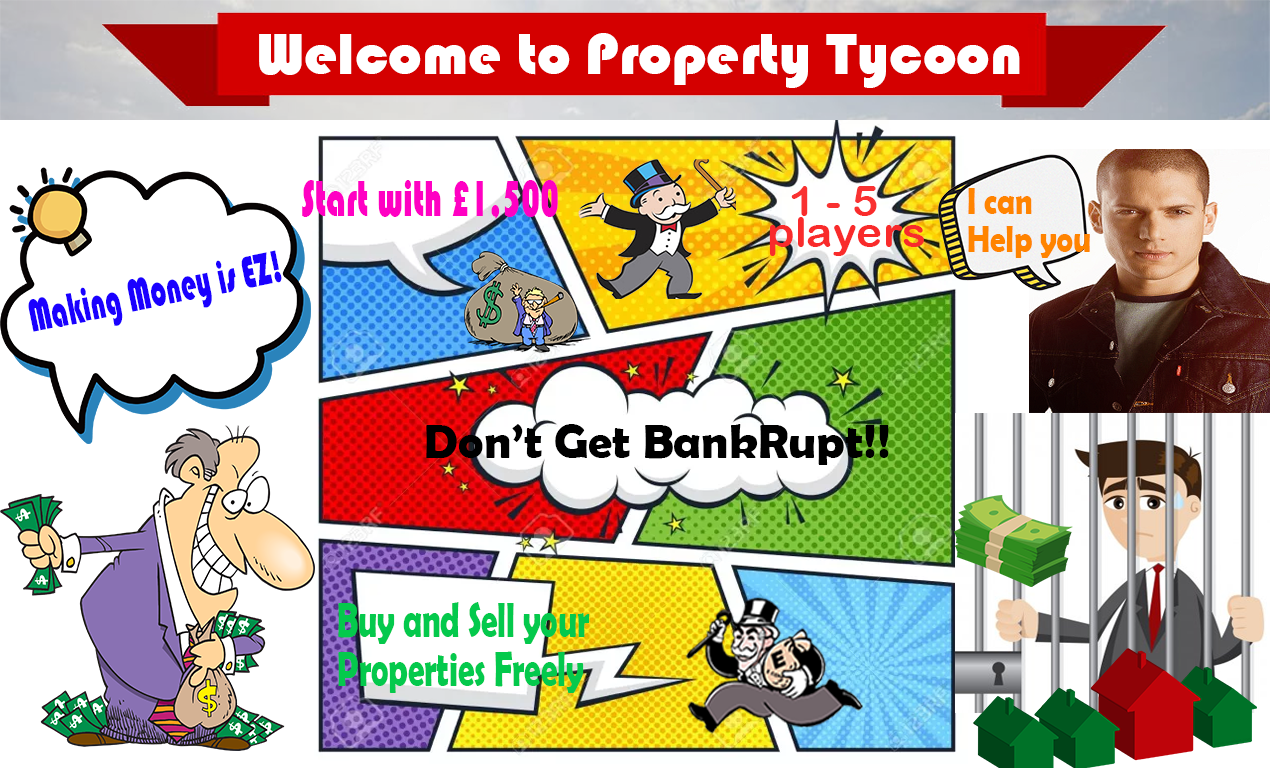 Welcome to Property Tycoon
Making Money is EZ!
Start with £1.500
1 - 5
players
I can
Help you
Don't Get BankRupt!!
Buy and Sell your
Properties Freely